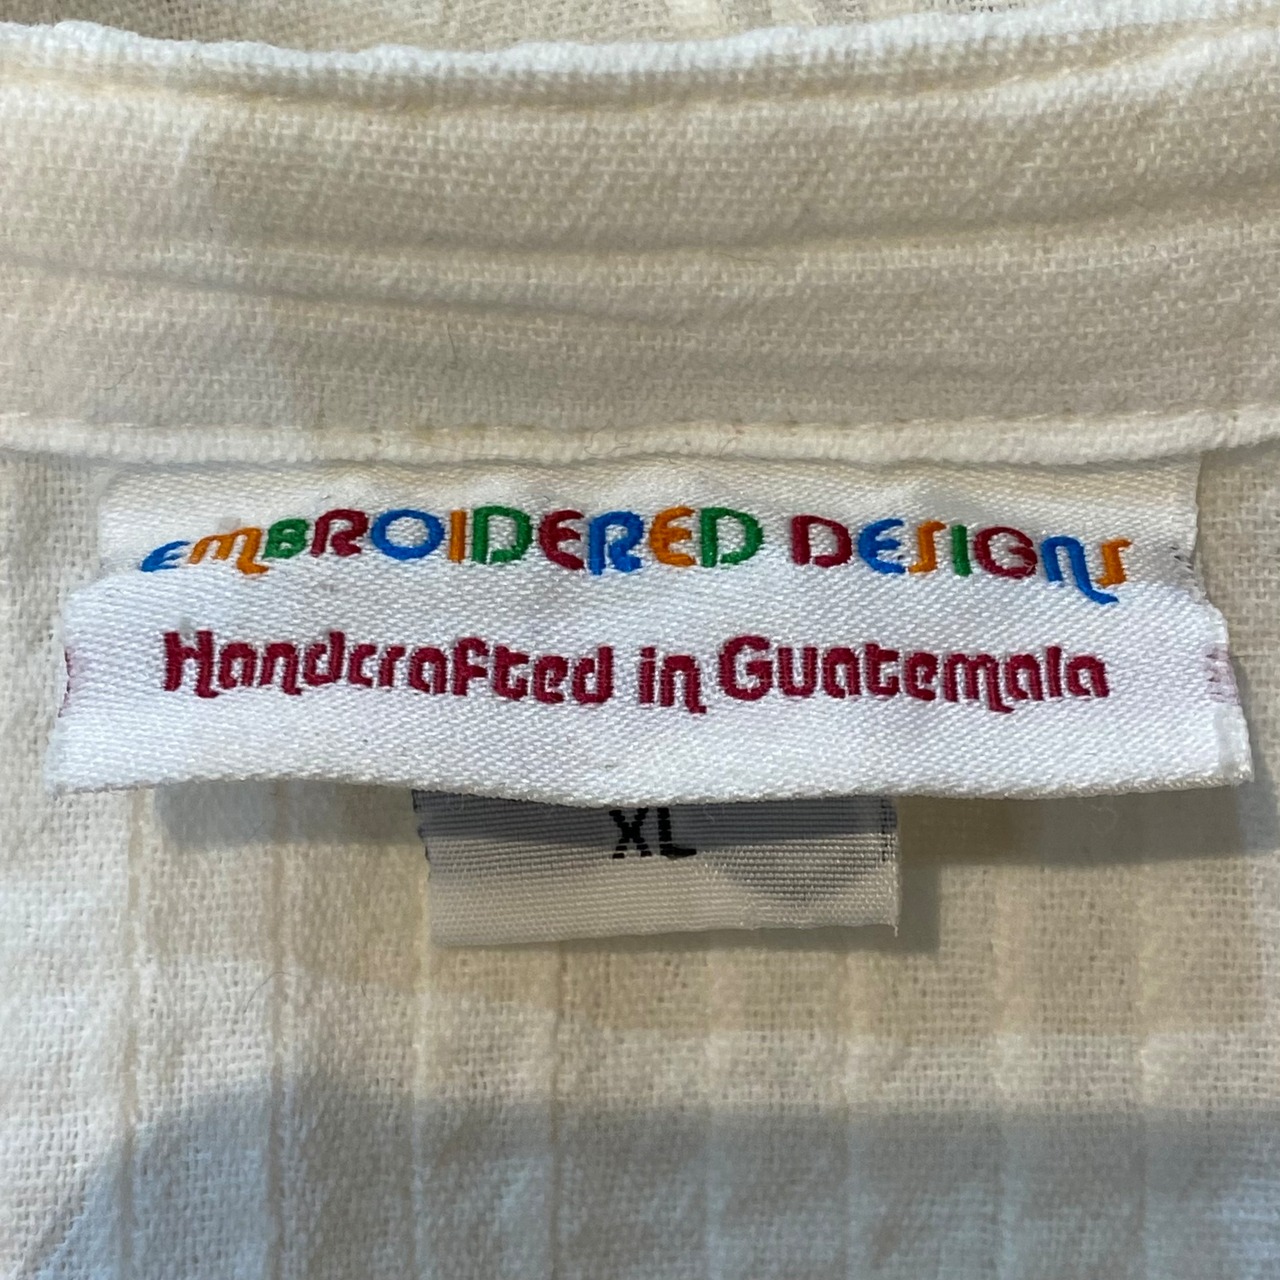 EMBROIDERED DESIGNS
Handcrafted in Guatemala
XL